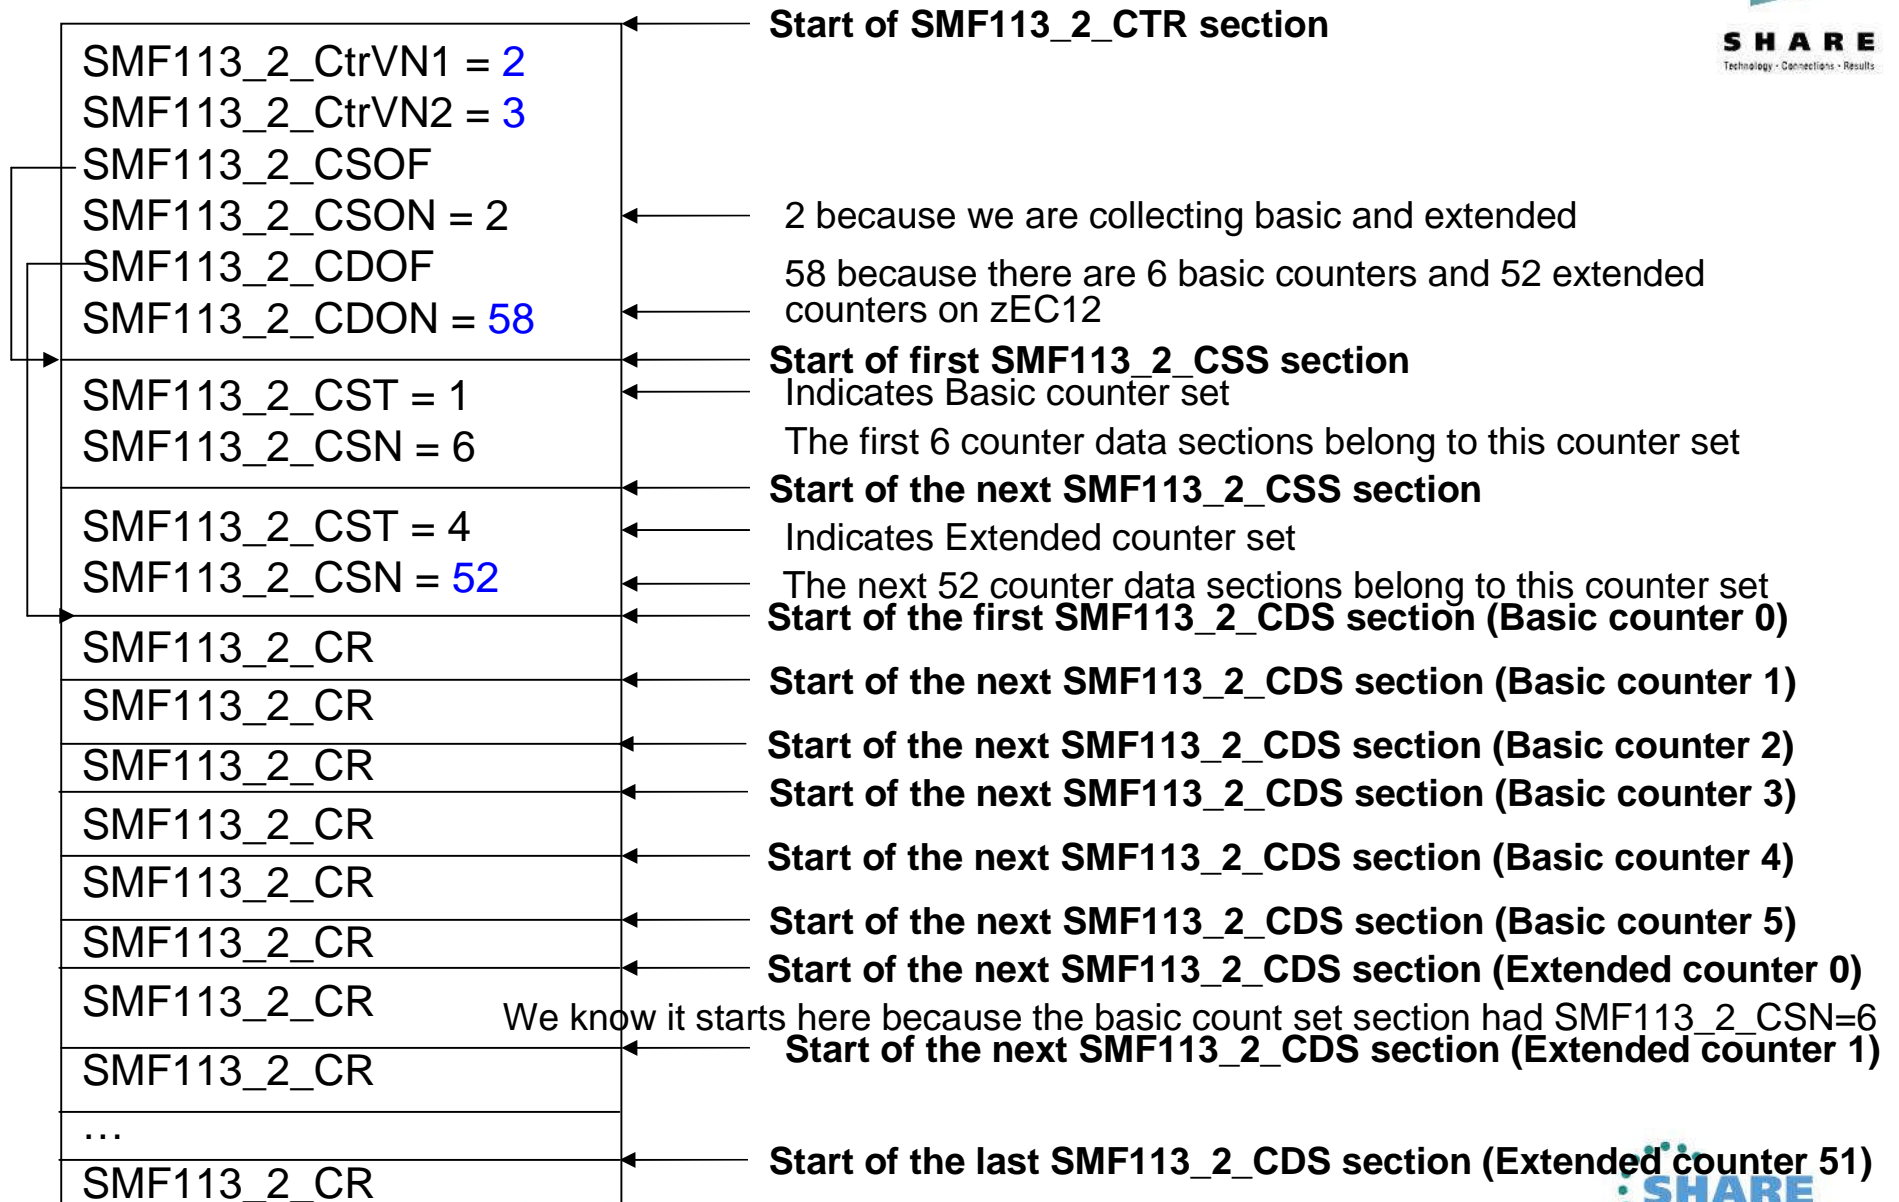 Start of SMF113_2_CTR section
SHARE
Technology · Connections · Results
SMF113_2_CtrVN1 = 2
SMF113_2_CtrVN2 = 3
SMF113_2_CSOF
SMF113_2_CSON = 2
2 because we are collecting basic and extended
SMF113_2_CDOF
58 because there are 6 basic counters and 52 extended
counters on zEC12
SMF113_2_CDON = 58
Start of first SMF113_2_CSS section
SMF113_2_CST = 1
Indicates Basic counter set
SMF113_2_CSN = 6
The first 6 counter data sections belong to this counter set
Start of the next SMF113_2_CSS section
SMF113_2_CST = 4
Indicates Extended counter set
SMF113_2_CSN = 52
The next 52 counter data sections belong to this counter set
Start of the first SMF113_2_CDS section (Basic counter 0)
SMF113_2_CR
Start of the next SMF113_2_CDS section (Basic counter 1)
SMF113_2_CR
Start of the next SMF113_2_CDS section (Basic counter 2)
SMF113_2_CR
Start of the next SMF113_2_CDS section (Basic counter 3)
SMF113_2_CR
Start of the next SMF113_2_CDS section (Basic counter 4)
SMF113_2_CR
Start of the next SMF113_2_CDS section (Basic counter 5)
SMF113_2_CR
Start of the next SMF113_2_CDS section (Extended counter 0)
SMF113_2_CR
We know it starts here because the basic count set section had SMF113_2_CSN=6
Start of the next SMF113_2_CDS section (Extended counter 1)
SMF113_2_CR
…
Start of the last SMF113_2_CDS section (Extended counter 51)
SMF113_2_CR
SHARE